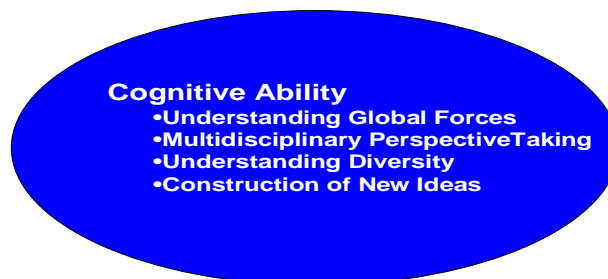 Cognitive Ability
•Understanding Global Forces
•Multidisciplinary PerspectiveTaking
•Understanding Diversity
•Construction of New Ideas